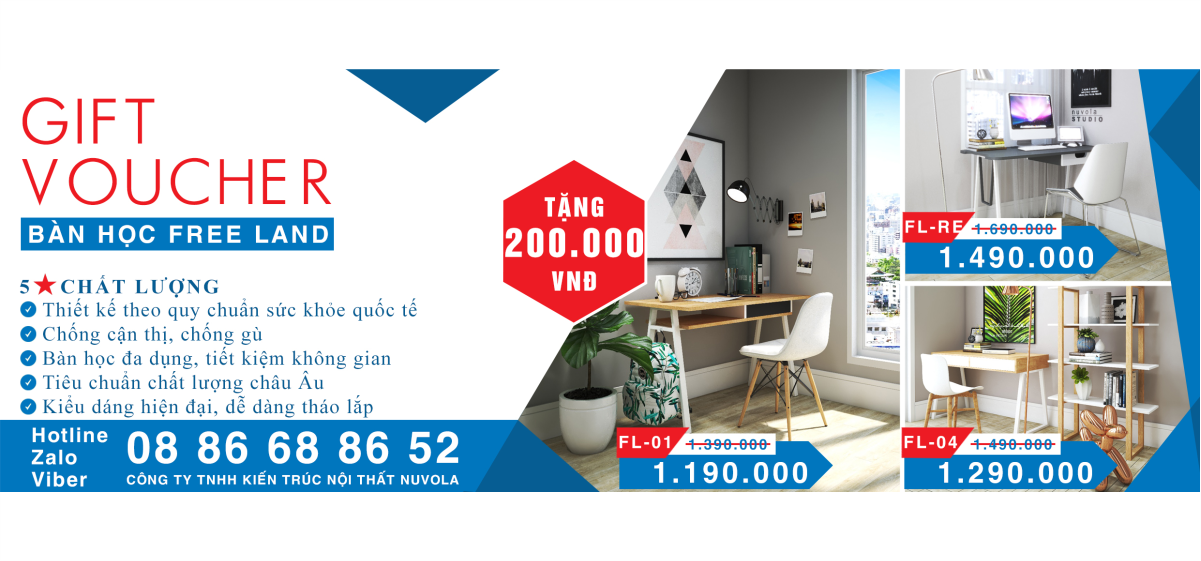 GIFT
VOUCHER
BÀN HỌC FREE LAND
5★CHẤT LƯỢNG
Thiết kế theo quy chuẩn sức khỏe quốc tế
Chống cận thị, chống gù
Bàn học đa dụng, tiết kiệm không gian
Tiêu chuẩn chất lượng châu Âu
Kiểu dáng hiện đại, dễ dàng tháo lắp
Hotline
Zalo
Viber
08 86 68 86 52
CÔNG TY TNHH KIẾN TRÚC NỘI THẤT NUVOLA
TẶNG
200.000
VNĐ
FL-01 1.390.000
1.190.000
nuvola
STUDIO
FL-RE 1.690.000
1.490.000
FL-04 1.490.000
1.290.000